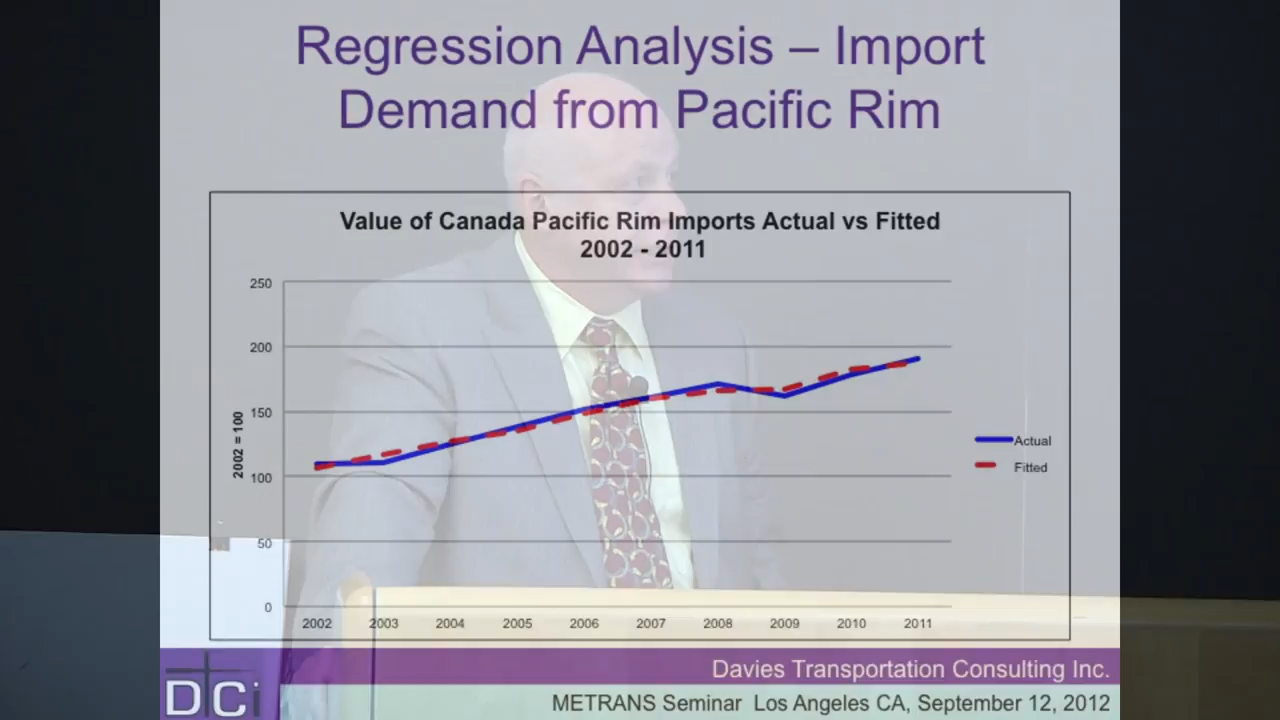 Regression Analysis – Import
Demand from Pacific Rim
Value of Canada Pacific Rim Imports Actual vs Fitted
2002 - 2011
250
200
150
100
50
0
2002 = 100
2002 2003 2004 2005 2006 2007 2008 2009 2010 2011
Actual
Fitted
Davies Transportation Consulting Inc.
DCi
METRANS Seminar Los Angeles CA, September 12, 2012